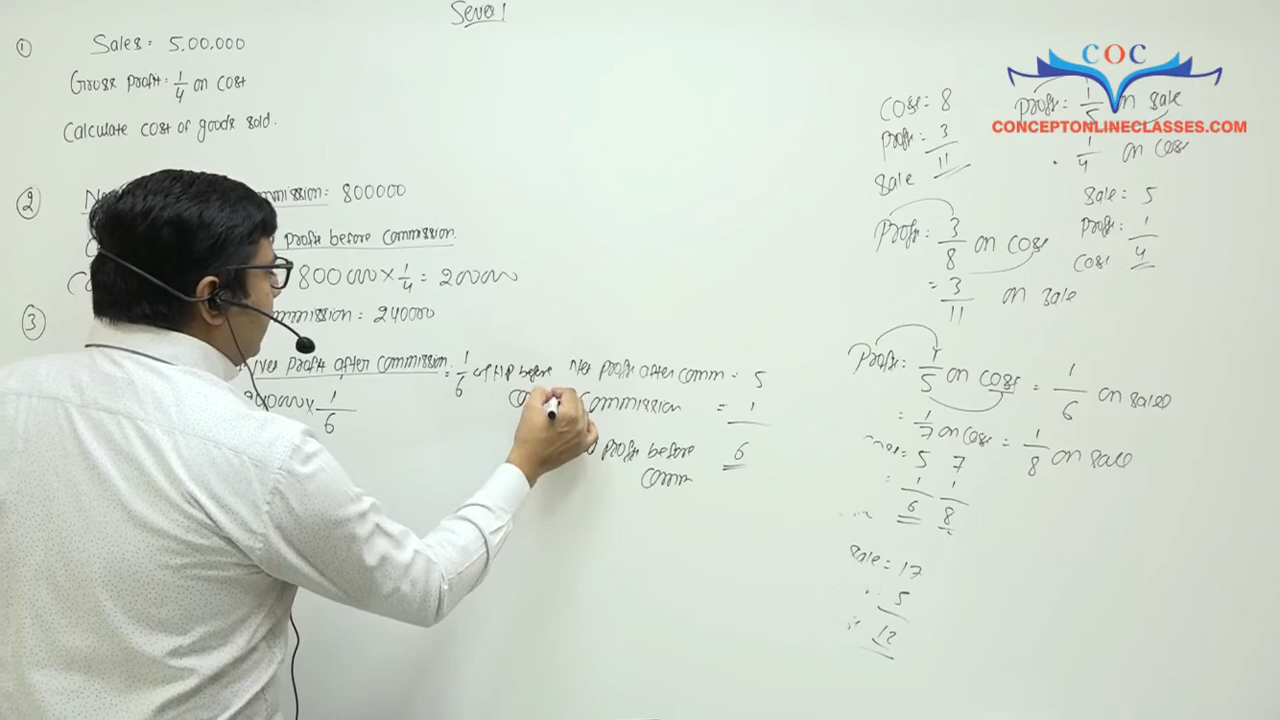 ① Sales = 5,00,000
Gross Profit = 1/4 on cost
Calculate cost of goods sold.
②
mmission = 800000
Profit before commission
800000 × 1/4 = 200000
③
mmission = 240000
Net Profit after commission = 1/6 of NP before
240000 × 1/6
Net Profit after comm = 5
Commission = 1
Profit before 6
comm
COC
CONCEPTONLINECLASSES.COM
Cost = 8
Profit = 3
Sale 11
Profit = 3/8 on cost
= 3/11 on sale
Profit = 1/5 on sale
1/4 on cost
Sale = 5
Profit = 1
Cost 4
Profit = 1/5 on cost = 1/6 on sales
= 1/7 on cost = 1/8 on sale
= 5 7
= 1 1
6 8
Sale = 17
5
12